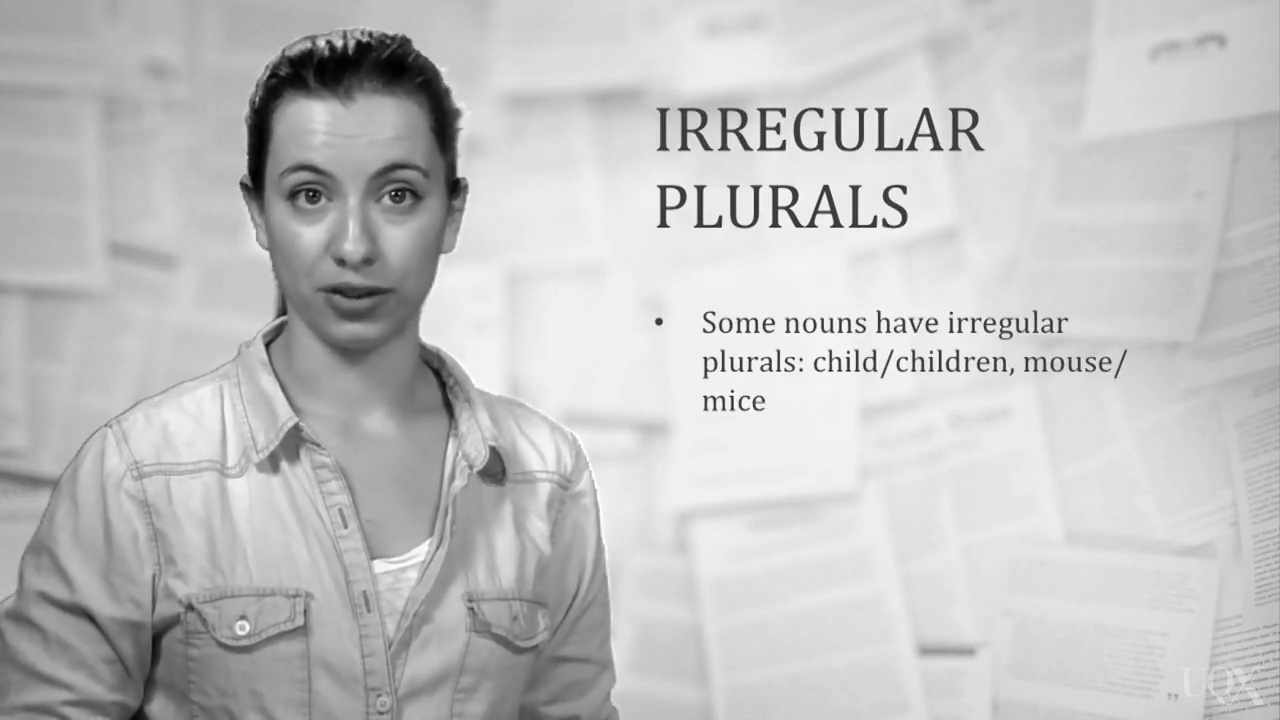 IRREGULAR
PLURALS
• Some nouns have irregular
plurals: child/children, mouse/
mice
UQX